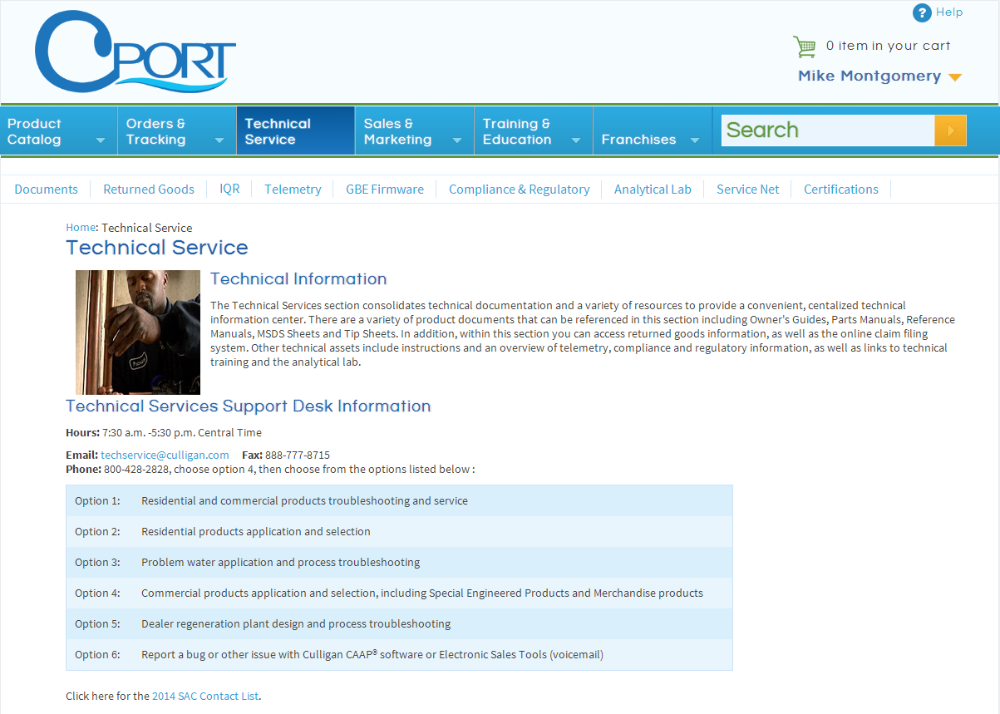 CPORT
Help
0 item in your cart
Mike Montgomery
Product Catalog
Orders & Tracking
Technical Service
Sales & Marketing
Training & Education
Franchises
Search
Documents
Returned Goods
IQR
Telemetry
GBE Firmware
Compliance & Regulatory
Analytical Lab
Service Net
Certifications
Home: Technical Service
Technical Service
Technical Information
The Technical Services section consolidates technical documentation and a variety of resources to provide a convenient, centalized technical
information center. There are a variety of product documents that can be referenced in this section including Owner's Guides, Parts Manuals, Reference
Manuals, MSDS Sheets and Tip Sheets. In addition, within this section you can access returned goods information, as well as the online claim filing
system. Other technical assets include instructions and an overview of telemetry, compliance and regulatory information, as well as links to technical
training and the analytical lab.
Technical Services Support Desk Information
Hours: 7:30 a.m. -5:30 p.m. Central Time
Email: techservice@culligan.com Fax: 888-777-8715
Phone: 800-428-2828, choose option 4, then choose from the options listed below :
Option 1: Residential and commercial products troubleshooting and service
Option 2: Residential products application and selection
Option 3: Problem water application and process troubleshooting
Option 4: Commercial products application and selection, including Special Engineered Products and Merchandise products
Option 5: Dealer regeneration plant design and process troubleshooting
Option 6: Report a bug or other issue with Culligan CAAP® software or Electronic Sales Tools (voicemail)
Click here for the 2014 SAC Contact List.